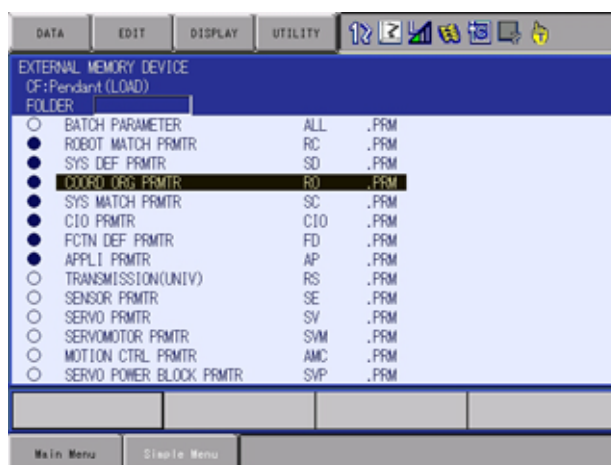 DATA EDIT DISPLAY UTILITY
EXTERNAL MEMORY DEVICE
CF:Pendant(LOAD)
FOLDER
BATCH PARAMETER ALL .PRM
ROBOT MATCH PRMTR RC .PRM
SYS DEF PRMTR SD .PRM
COORD ORG PRMTR RO .PRM
SYS MATCH PRMTR SC .PRM
CIO PRMTR CIO .PRM
FCTN DEF PRMTR FD .PRM
APPLI PRMTR AP .PRM
TRANSMISSION(UNIV) RS .PRM
SENSOR PRMTR SE .PRM
SERVO PRMTR SV .PRM
SERVOMOTOR PRMTR SVM .PRM
MOTION CTRL PRMTR AMC .PRM
SERVO POWER BLOCK PRMTR SVP .PRM
Main Menu Simple Menu